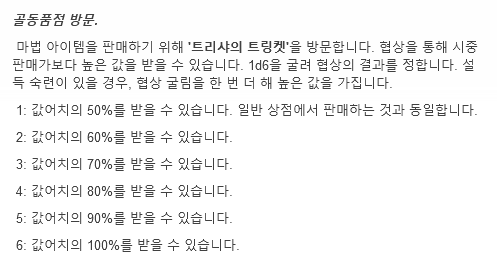 골동품점 방문.
마법 아이템을 판매하기 위해 '트리샤의 트링켓'을 방문합니다. 협상을 통해 시중
판매가보다 높은 값을 받을 수 있습니다. 1d6을 굴려 협상의 결과를 정합니다. 설
득 숙련이 있을 경우, 협상 굴림을 한 번 더 해 높은 값을 가집니다.
1: 값어치의 50%를 받을 수 있습니다. 일반 상점에서 판매하는 것과 동일합니다.
2: 값어치의 60%를 받을 수 있습니다.
3: 값어치의 70%를 받을 수 있습니다.
4: 값어치의 80%를 받을 수 있습니다.
5: 값어치의 90%를 받을 수 있습니다.
6: 값어치의 100%를 받을 수 있습니다.